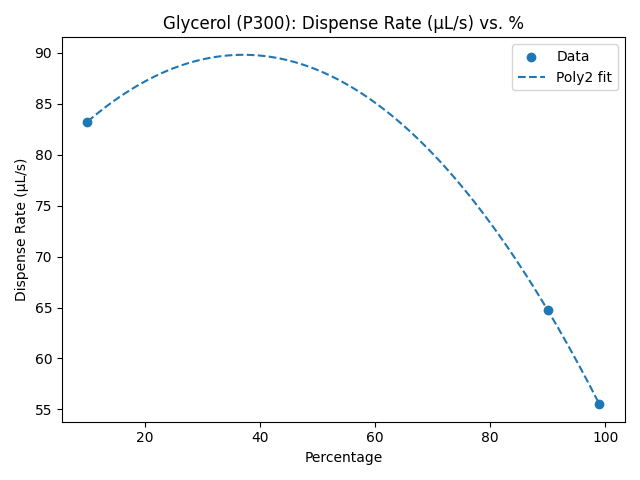 Glycerol (P300): Dispense Rate (µL/s) vs. %
Data
Poly2 fit
Dispense Rate (µL/s)
90
85
80
75
70
65
60
55
20
40
60
80
100
Percentage